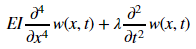 EI ∂⁴/∂x⁴ w(x, t) + λ ∂²/∂t² w(x, t)